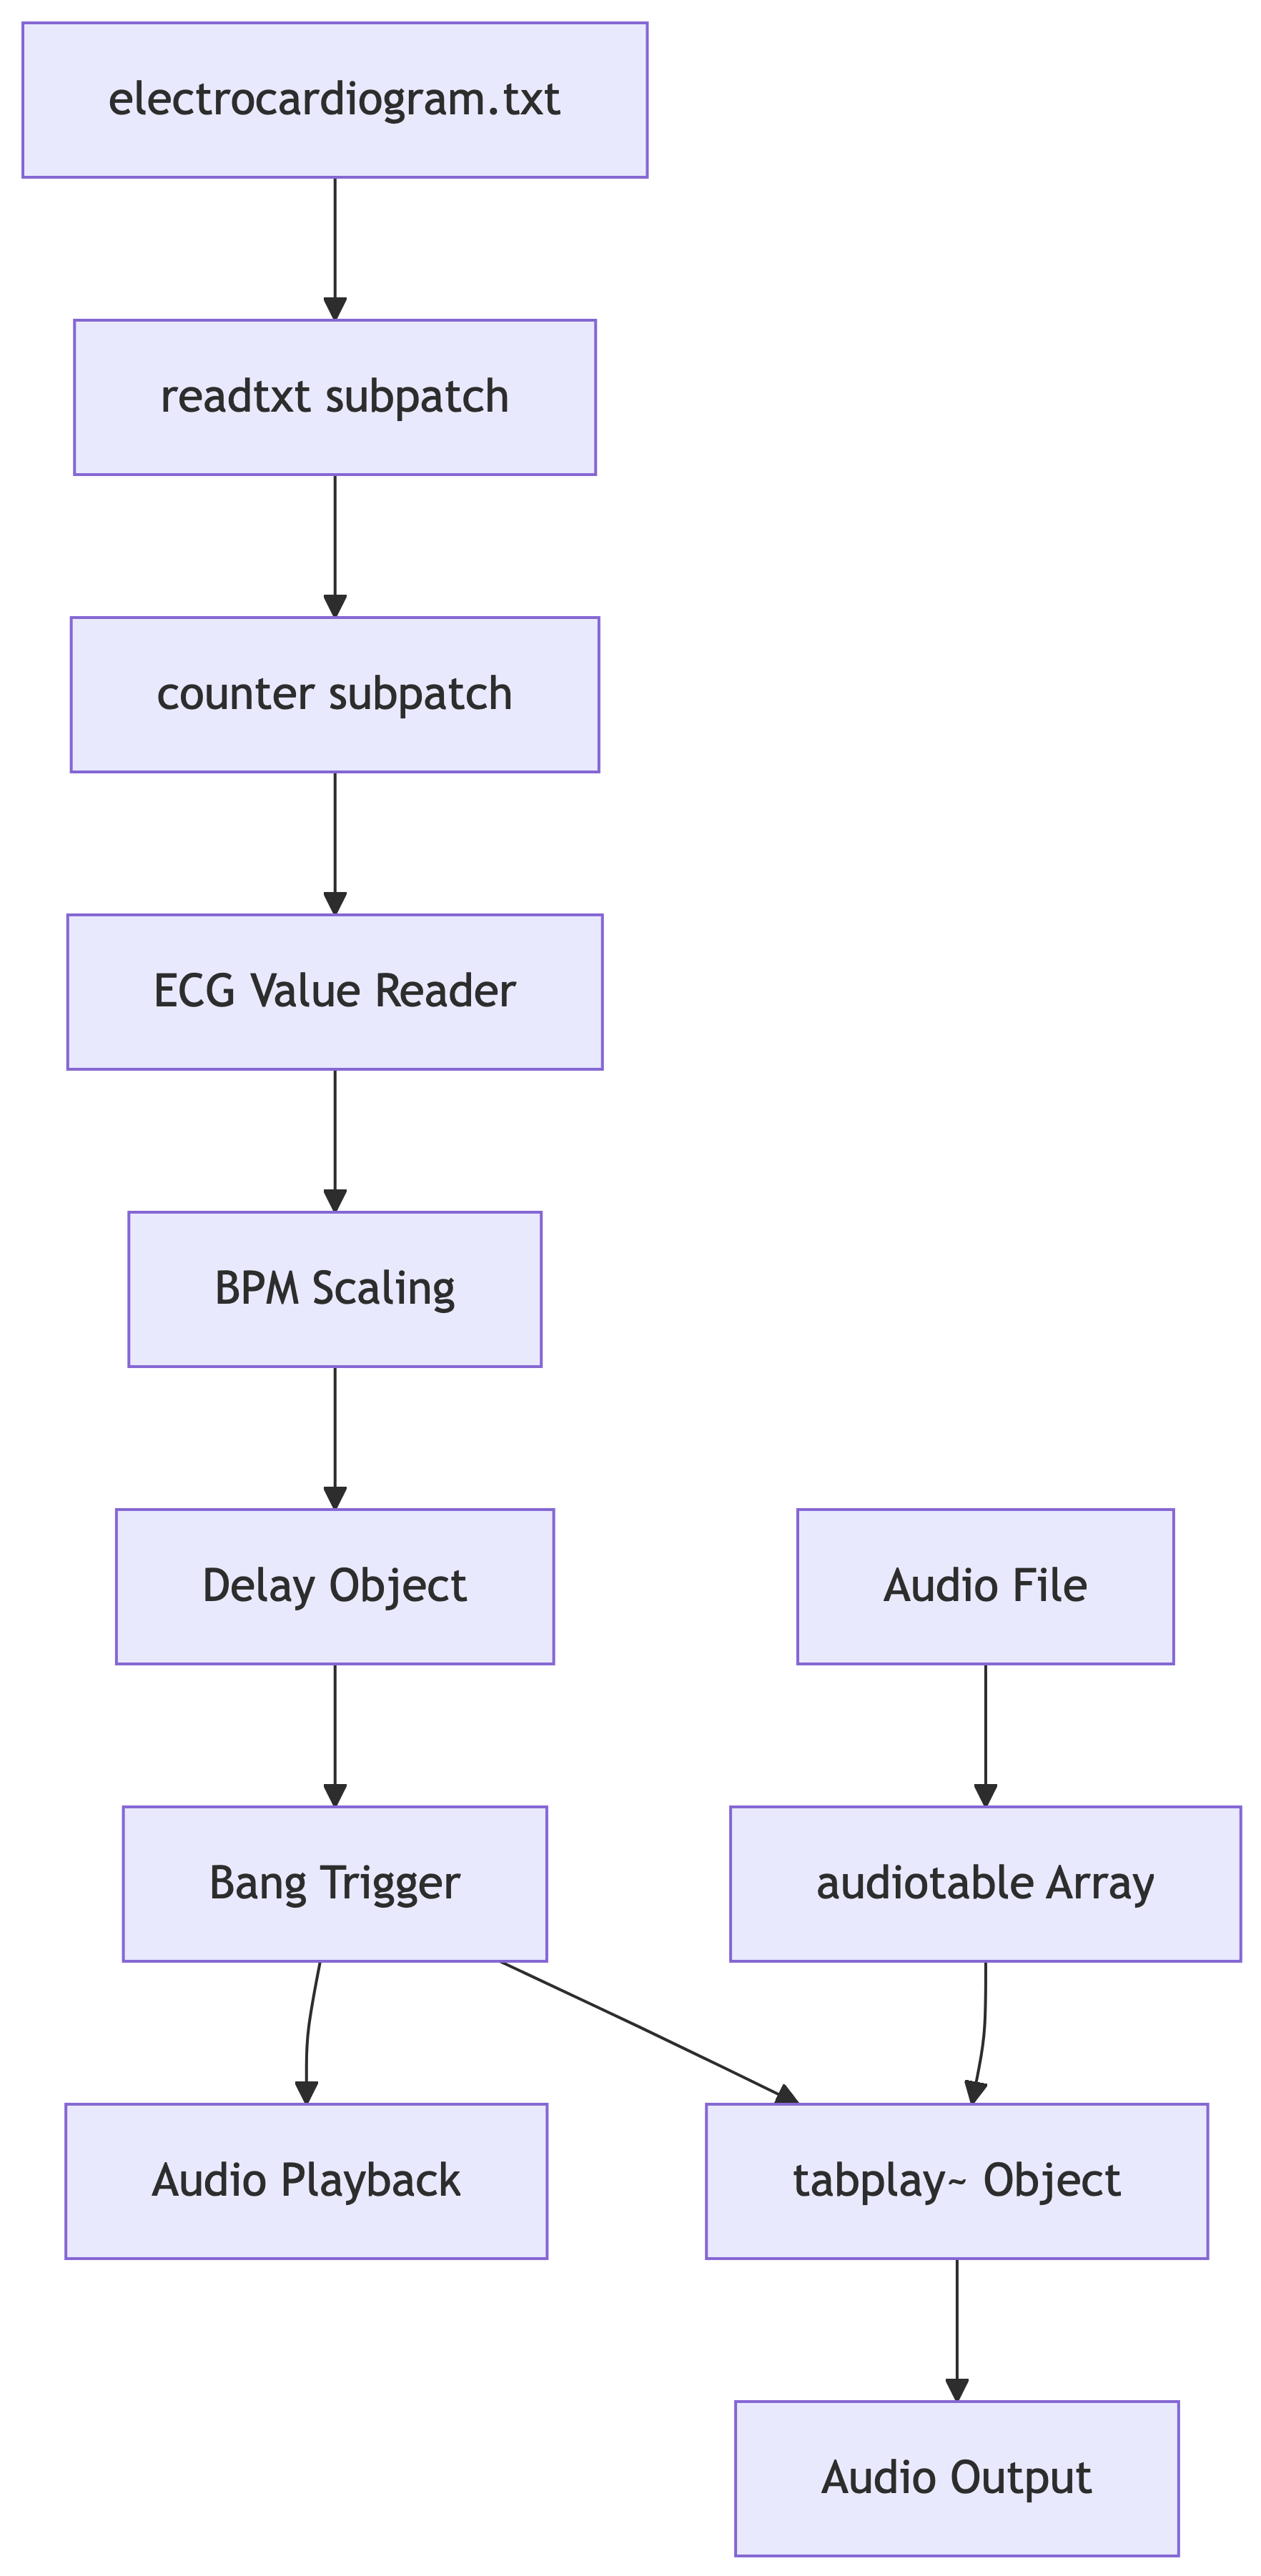 electrocardiogram.txt
readtxt subpatch
counter subpatch
ECG Value Reader
BPM Scaling
Delay Object
Audio File
Bang Trigger
audiotable Array
Audio Playback
tabplay~ Object
Audio Output